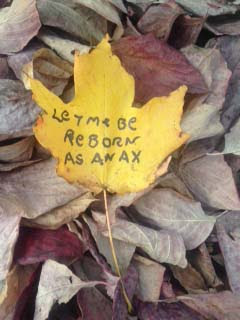 LET ME BE
REBORN
AS AN AX